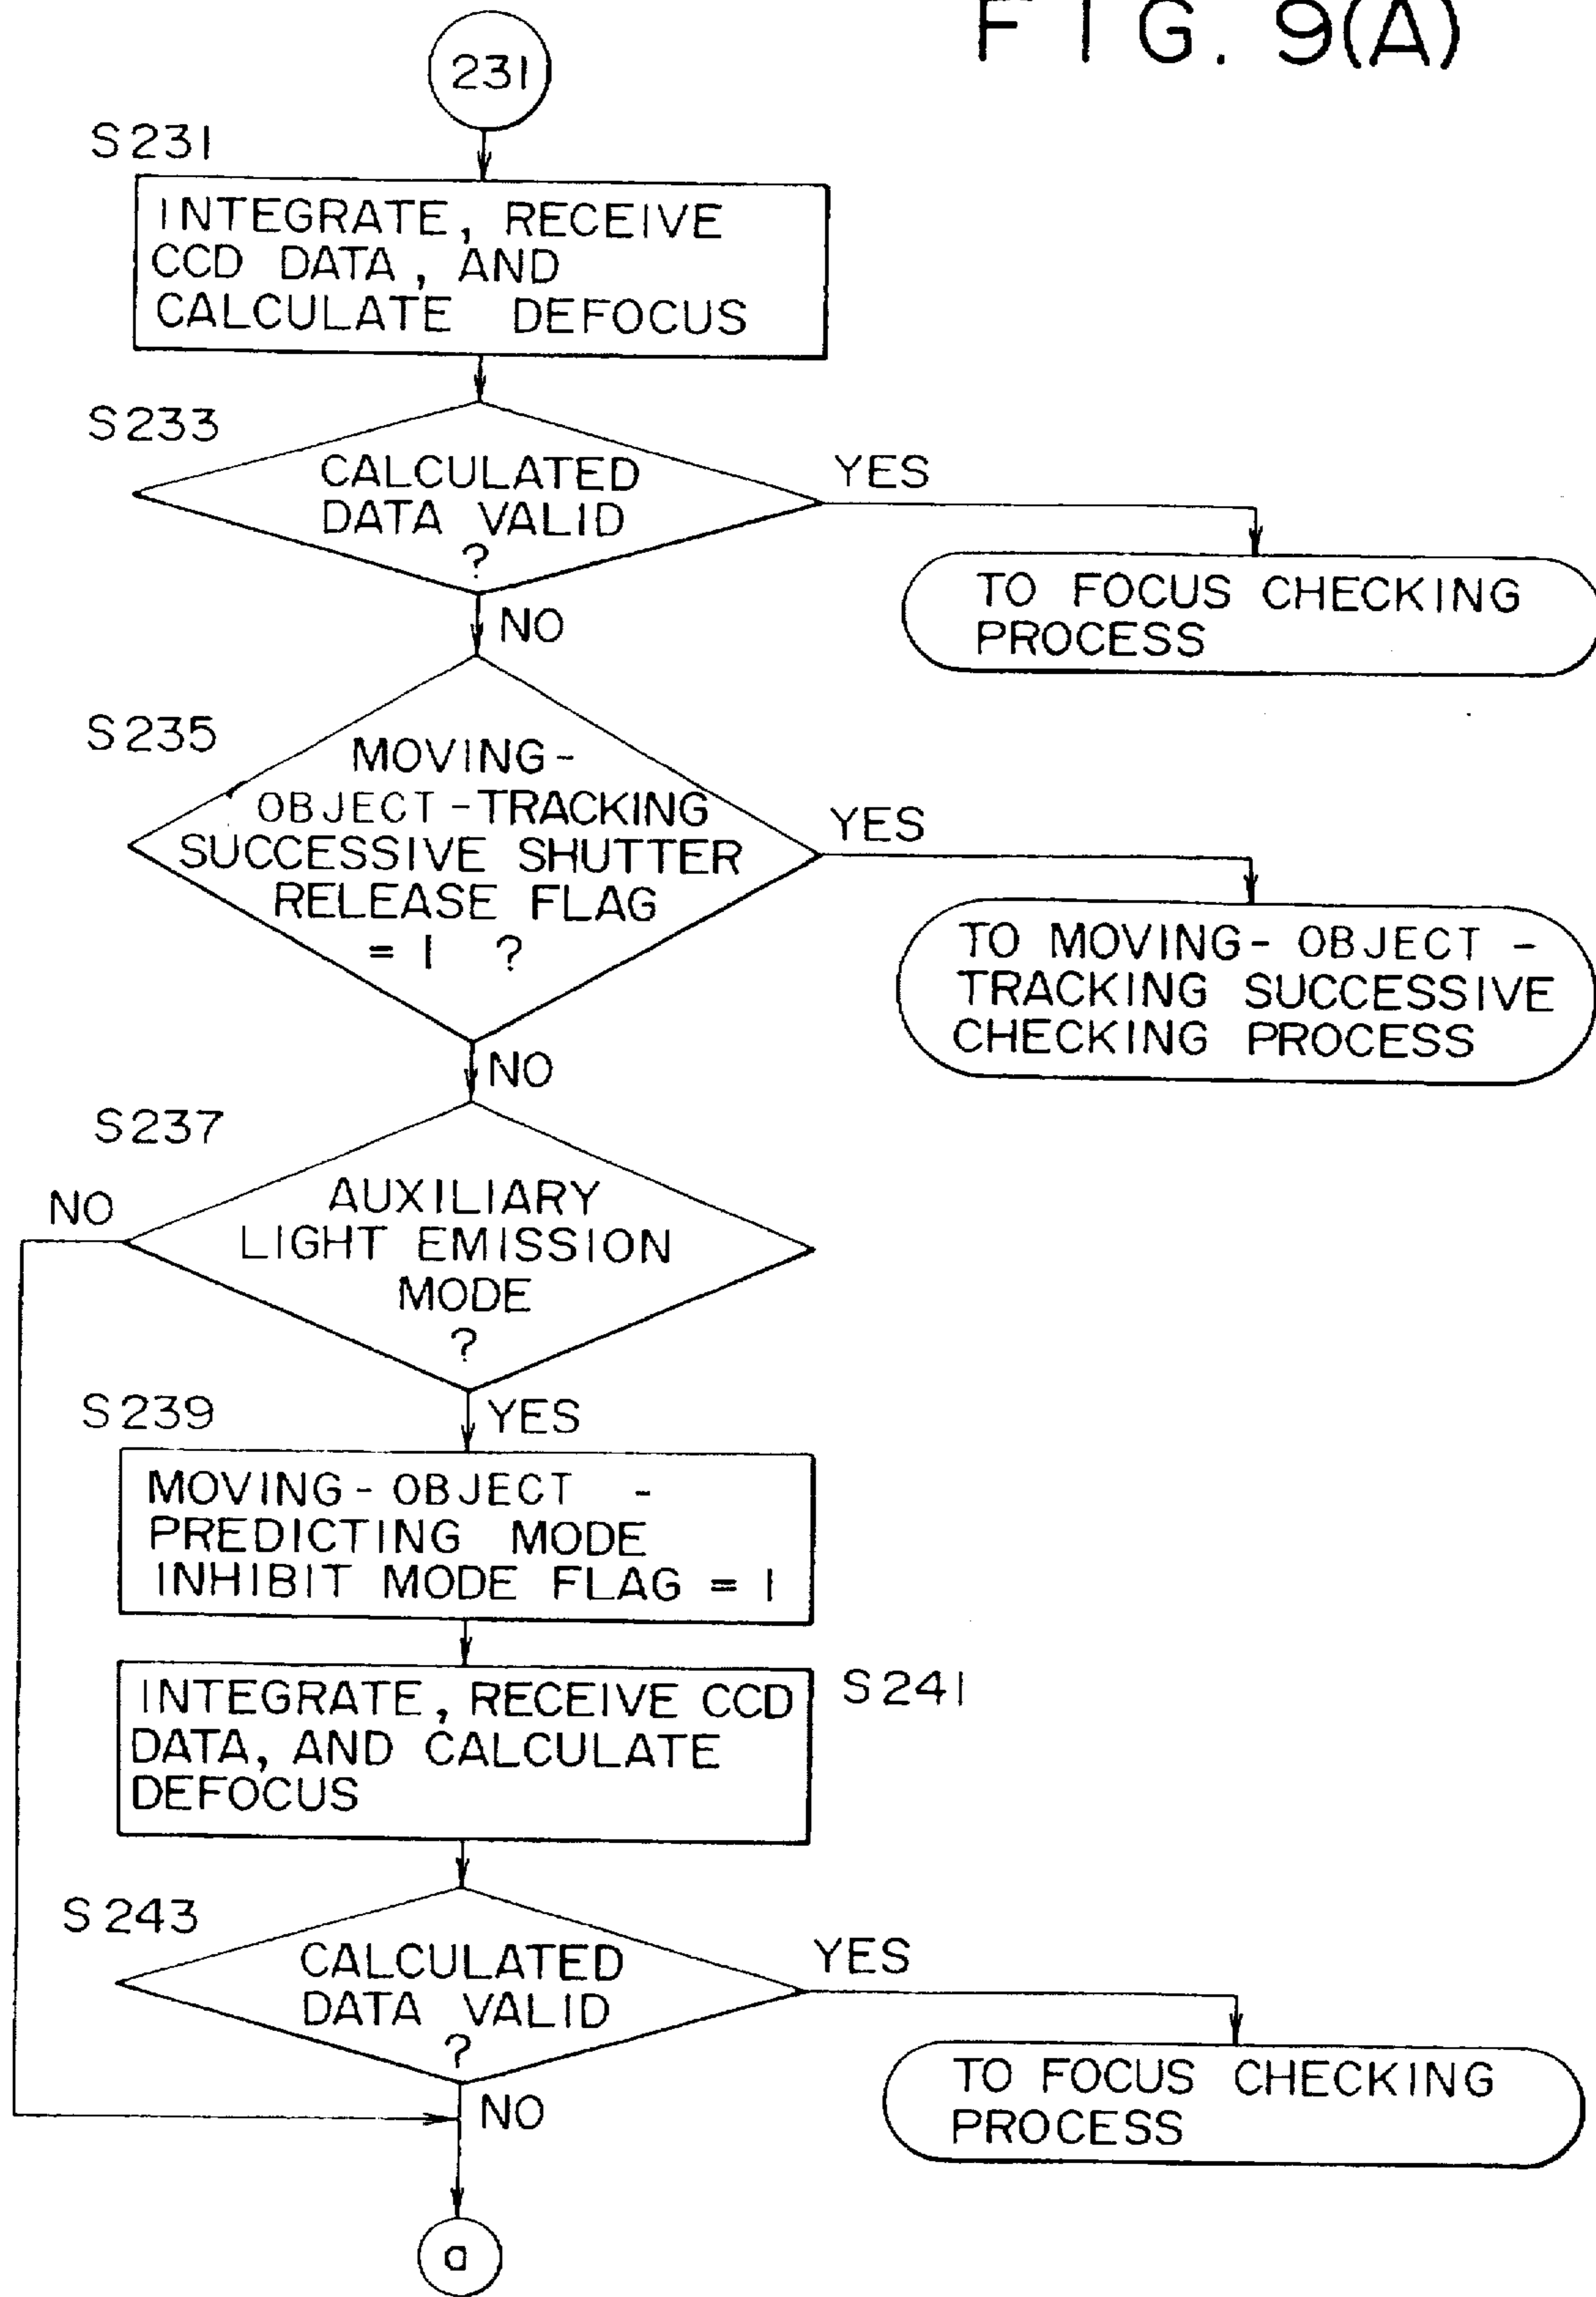 FIG. 9(A)
231
S231
INTEGRATE, RECEIVE
CCD DATA, AND
CALCULATE DEFOCUS
S233
CALCULATED
DATA VALID
?
YES
TO FOCUS CHECKING
PROCESS
NO
S235
MOVING-
OBJECT-TRACKING
SUCCESSIVE SHUTTER
RELEASE FLAG
= 1 ?
YES
TO MOVING-OBJECT-
TRACKING SUCCESSIVE
CHECKING PROCESS
NO
S237
AUXILIARY
LIGHT EMISSION
MODE
?
NO
YES
S239
MOVING-OBJECT-
PREDICTING MODE
INHIBIT MODE FLAG = 1
S241
INTEGRATE, RECEIVE CCD
DATA, AND CALCULATE
DEFOCUS
S243
CALCULATED
DATA VALID
?
YES
TO FOCUS CHECKING
PROCESS
NO
a